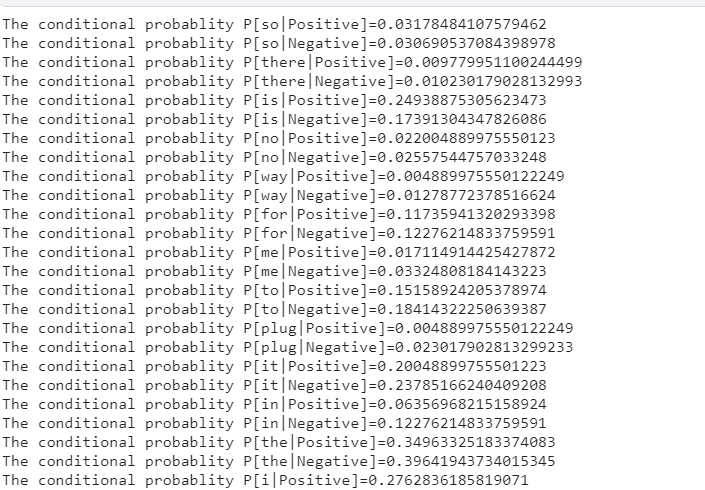 The conditional probablity P[so|Positive]=0.03178484107579462
The conditional probablity P[so|Negative]=0.030690537084398978
The conditional probablity P[there|Positive]=0.009779951100244499
The conditional probablity P[there|Negative]=0.010230179028132993
The conditional probablity P[is|Positive]=0.24938875305623473
The conditional probablity P[is|Negative]=0.17391304347826086
The conditional probablity P[no|Positive]=0.022004889975550123
The conditional probablity P[no|Negative]=0.02557544757033248
The conditional probablity P[way|Positive]=0.004889975550122249
The conditional probablity P[way|Negative]=0.01278772378516624
The conditional probablity P[for|Positive]=0.11735941320293398
The conditional probablity P[for|Negative]=0.12276214833759591
The conditional probablity P[me|Positive]=0.017114914425427872
The conditional probablity P[me|Negative]=0.03324808184143223
The conditional probablity P[to|Positive]=0.15158924205378974
The conditional probablity P[to|Negative]=0.18414322250639387
The conditional probablity P[plug|Positive]=0.004889975550122249
The conditional probablity P[plug|Negative]=0.023017902813299233
The conditional probablity P[it|Positive]=0.20048899755501223
The conditional probablity P[it|Negative]=0.23785166240409208
The conditional probablity P[in|Positive]=0.06356968215158924
The conditional probablity P[in|Negative]=0.12276214833759591
The conditional probablity P[the|Positive]=0.34963325183374083
The conditional probablity P[the|Negative]=0.39641943734015345
The conditional probablity P[i|Positive]=0.2762836185819071